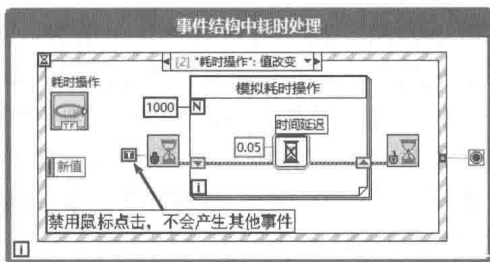 事件结构中耗时处理
[2] "耗时操作": 值改变
耗时操作
TF
模拟耗时操作
1000 N
时间延迟
0.05
T
新值
i
禁用鼠标点击，不会产生其他事件
i